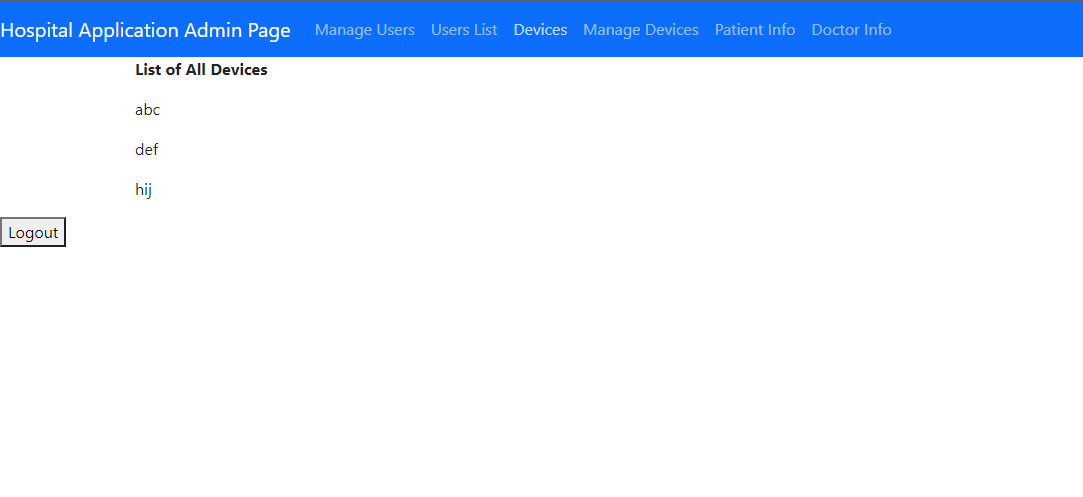 Hospital Application Admin Page Manage Users Users List Devices Manage Devices Patient Info Doctor Info
List of All Devices
abc
def
hij
Logout